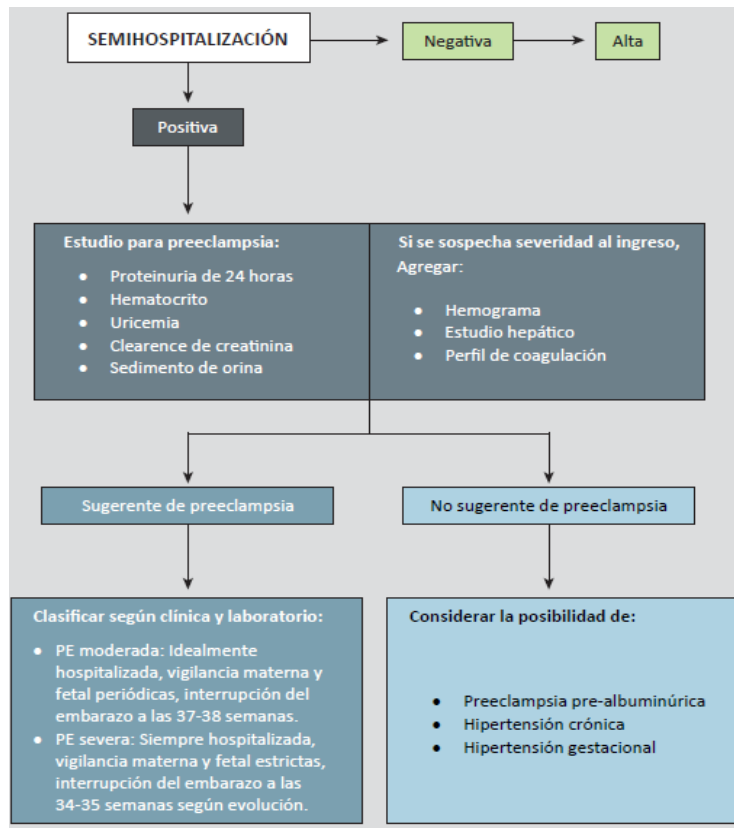 SEMIHOSPITALIZACIÓN
Negativa
Alta
Positiva
Estudio para preeclampsia:
● Proteinuria de 24 horas
● Hematocrito
● Uricemia
● Clearence de creatinina
● Sedimento de orina
Si se sospecha severidad al ingreso,
Agregar:
● Hemograma
● Estudio hepático
● Perfil de coagulación
Sugerente de preeclampsia
No sugerente de preeclampsia
Clasificar según clínica y laboratorio:
● PE moderada: Idealmente
hospitalizada, vigilancia materna y
fetal periódicas, interrupción del
embarazo a las 37-38 semanas.
● PE severa: Siempre hospitalizada,
vigilancia materna y fetal estrictas,
interrupción del embarazo a las
34-35 semanas según evolución.
Considerar la posibilidad de:
● Preeclampsia pre-albuminúrica
● Hipertensión crónica
● Hipertensión gestacional